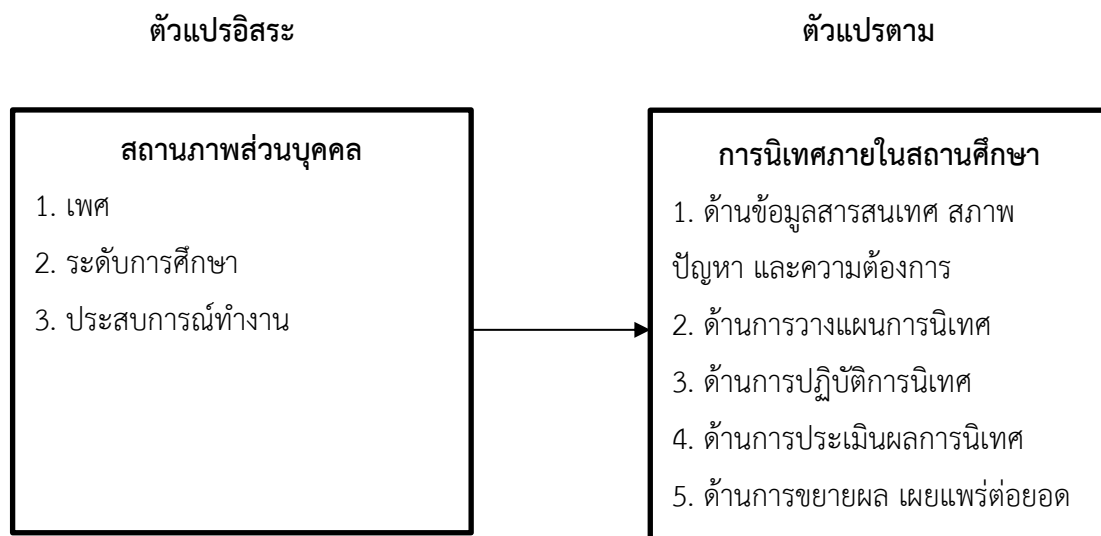 ตัวแปรอิสระ
ตัวแปรตาม
สถานภาพส่วนบุคคล
1. เพศ
2. ระดับการศึกษา
3. ประสบการณ์ทำงาน
การนิเทศภายในสถานศึกษา
1. ด้านข้อมูลสารสนเทศ สภาพ
ปัญหา และความต้องการ
2. ด้านการวางแผนการนิเทศ
3. ด้านการปฏิบัติการนิเทศ
4. ด้านการประเมินผลการนิเทศ
5. ด้านการขยายผล เผยแพร่ต่อยอด